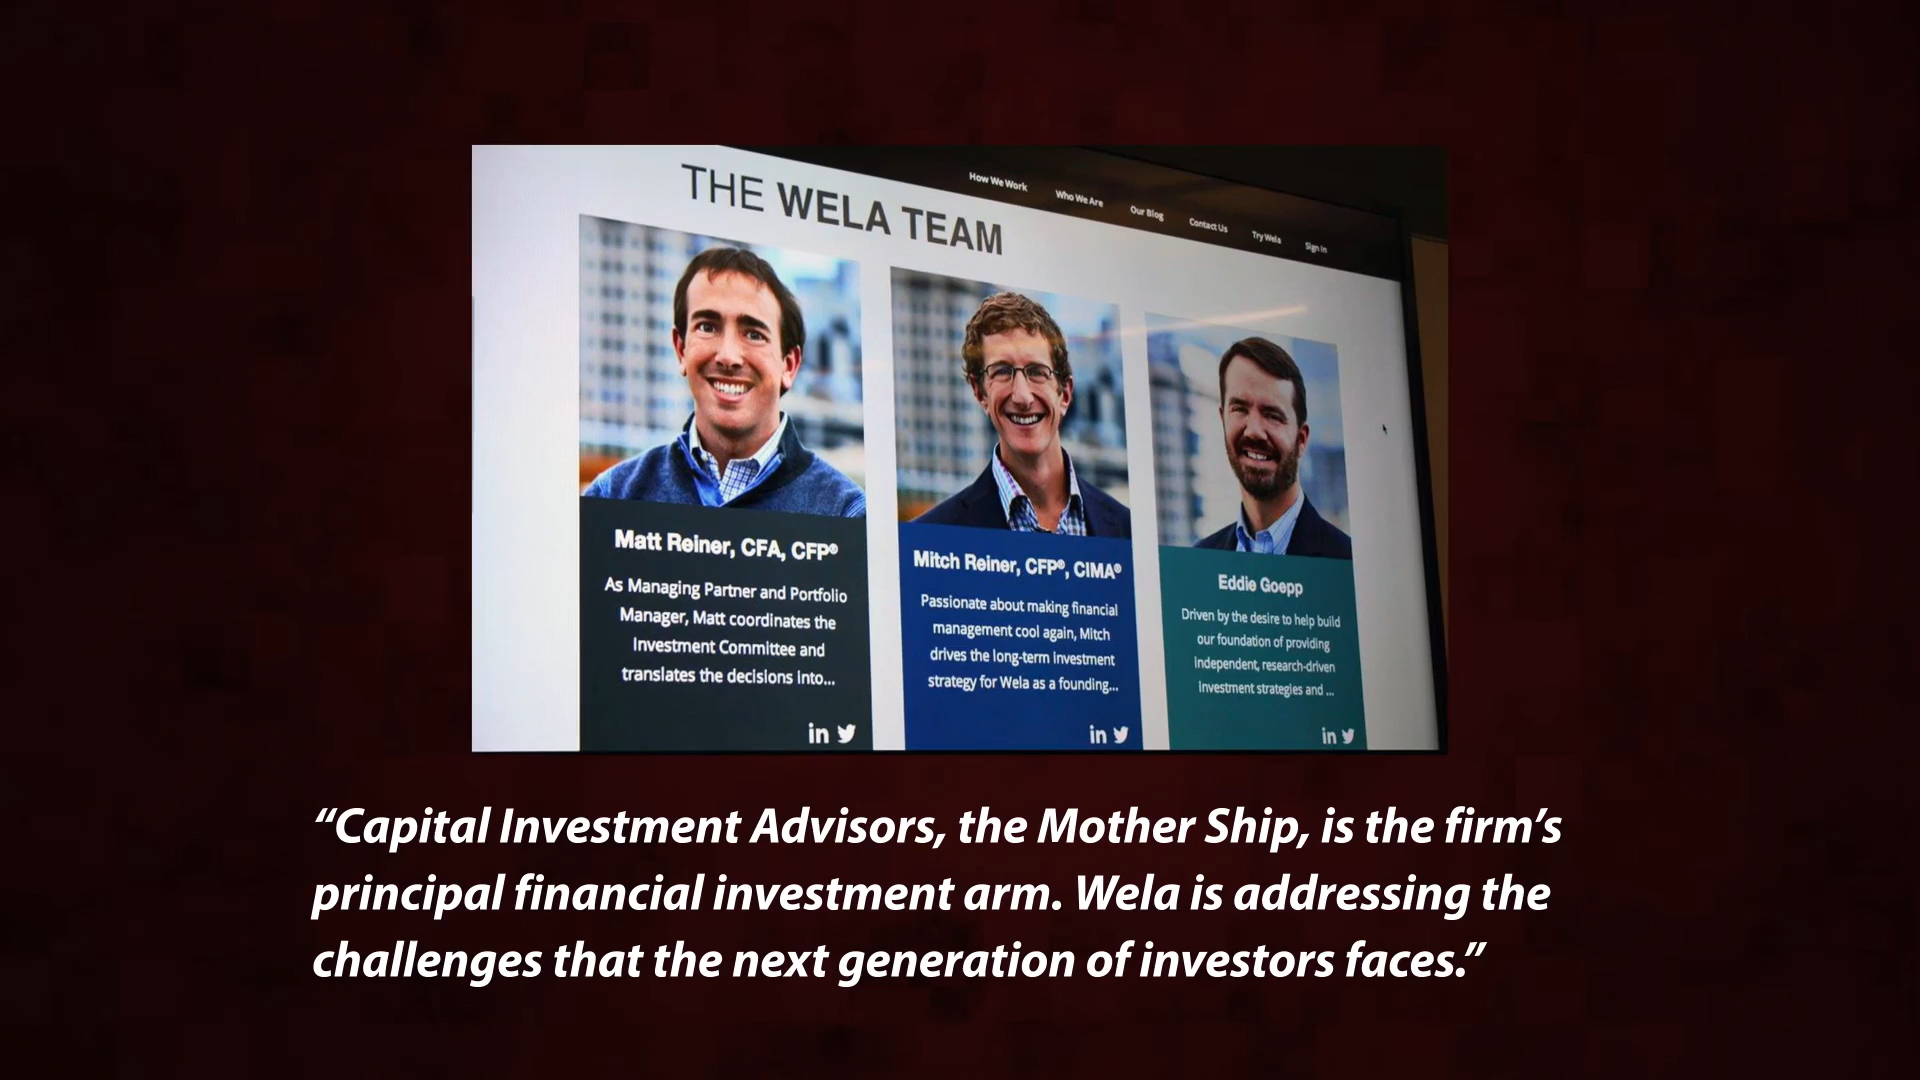 THE WELA TEAM
How We Work
Who We Are
Our Blog
Contact Us
Try Wela
Sign In
Matt Reiner, CFA, CFP®
As Managing Partner and Portfolio
Manager, Matt coordinates the
Investment Committee and
translates the decisions into...
in
Mitch Reiner, CFP®, CIMA®
Passionate about making financial
management cool again, Mitch
drives the long-term investment
strategy for Wela as a founding...
in
Eddie Goepp
Driven by the desire to help build
our foundation of providing
independent, research-driven
investment strategies and ...
in
“Capital Investment Advisors, the Mother Ship, is the firm’s
principal financial investment arm. Wela is addressing the
challenges that the next generation of investors faces.”